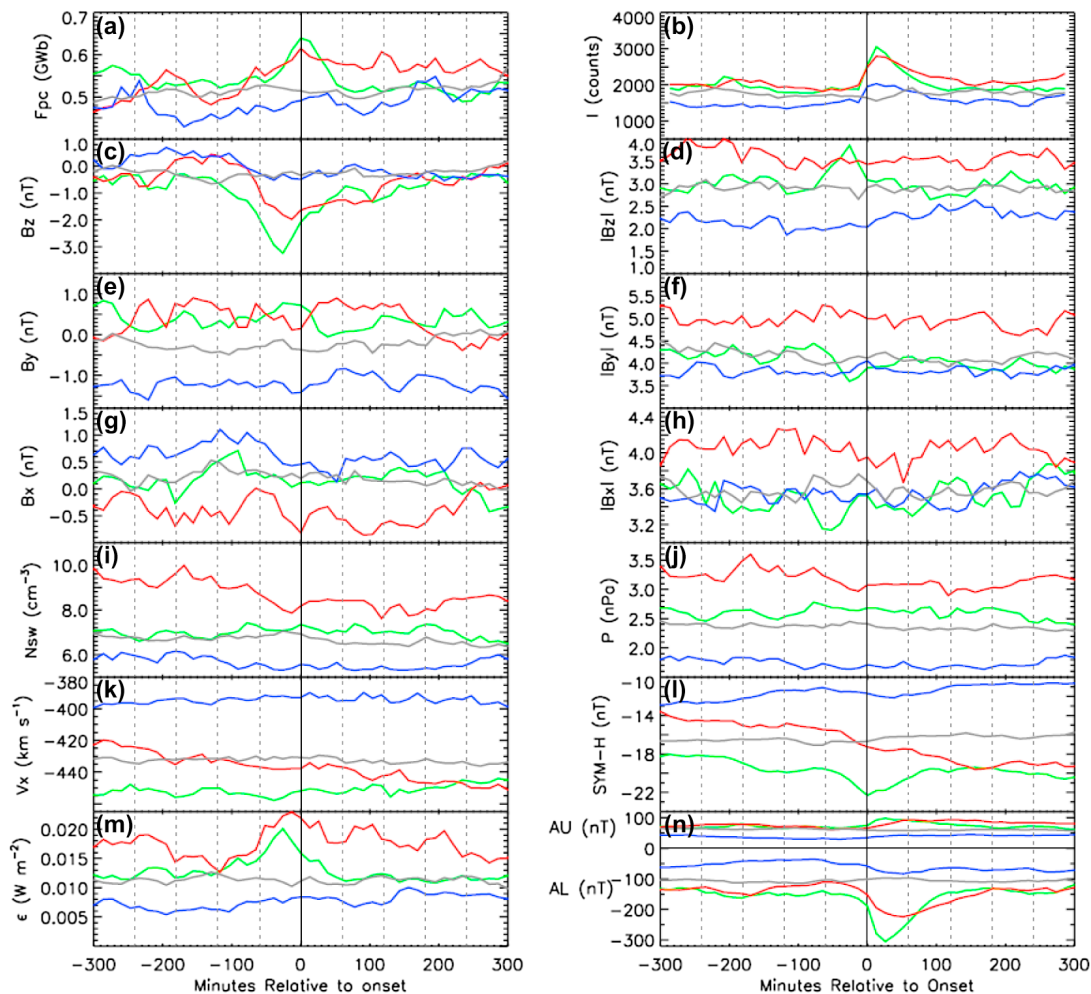 (a)
Fpc (GWb)
0.7
0.6
0.5
(b)
I (counts)
4000
3000
2000
1000
(c)
Bz (nT)
1.0
0.0
-1.0
-2.0
-3.0
(d)
|Bz| (nT)
4.0
3.5
3.0
2.5
2.0
1.5
1.0
(e)
By (nT)
1.0
0.0
-1.0
(f)
|By| (nT)
5.5
5.0
4.5
4.0
3.5
(g)
Bx (nT)
1.5
1.0
0.5
0.0
-0.5
(h)
|Bx| (nT)
4.4
4.0
3.6
3.2
(i)
Nsw (cm⁻³)
10.0
8.0
6.0
(j)
P (nPa)
3.5
3.0
2.5
2.0
(k)
Vx (km s⁻¹)
-380
-400
-420
-440
(l)
SYM-H (nT)
-10
-14
-18
-22
(m)
ϵ (W m⁻²)
0.020
0.015
0.010
0.005
(n)
AU (nT)
AL (nT)
100
0
-100
-200
-300
-300 -200 -100 0 100 200 300
Minutes Relative to onset
-300 -200 -100 0 100 200 300
Minutes Relative to Onset